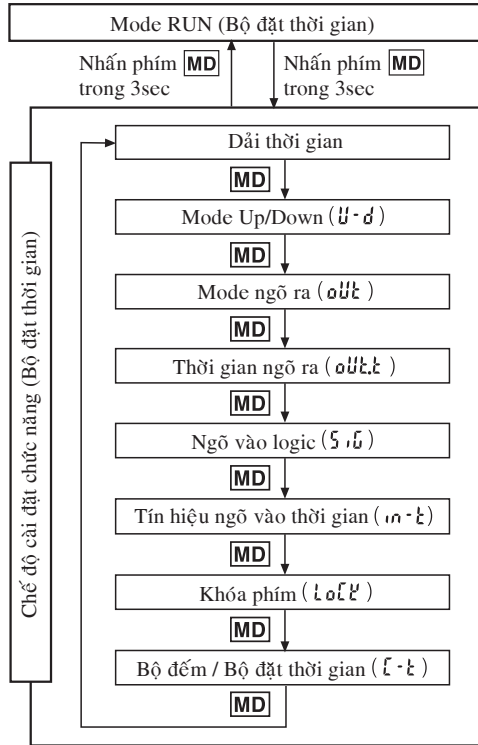 Mode RUN (Bộ đặt thời gian)
Nhấn phím MD
trong 3sec
Nhấn phím MD
trong 3sec
Chế độ cài đặt chức năng (Bộ đặt thời gian)
Dải thời gian
MD
Mode Up/Down (U-d)
MD
Mode ngõ ra (oUt)
MD
Thời gian ngõ ra (oUt.t)
MD
Ngõ vào logic (SiG)
MD
Tín hiệu ngõ vào thời gian (in-t)
MD
Khóa phím (LoCK)
MD
Bộ đếm / Bộ đặt thời gian (C-t)
MD